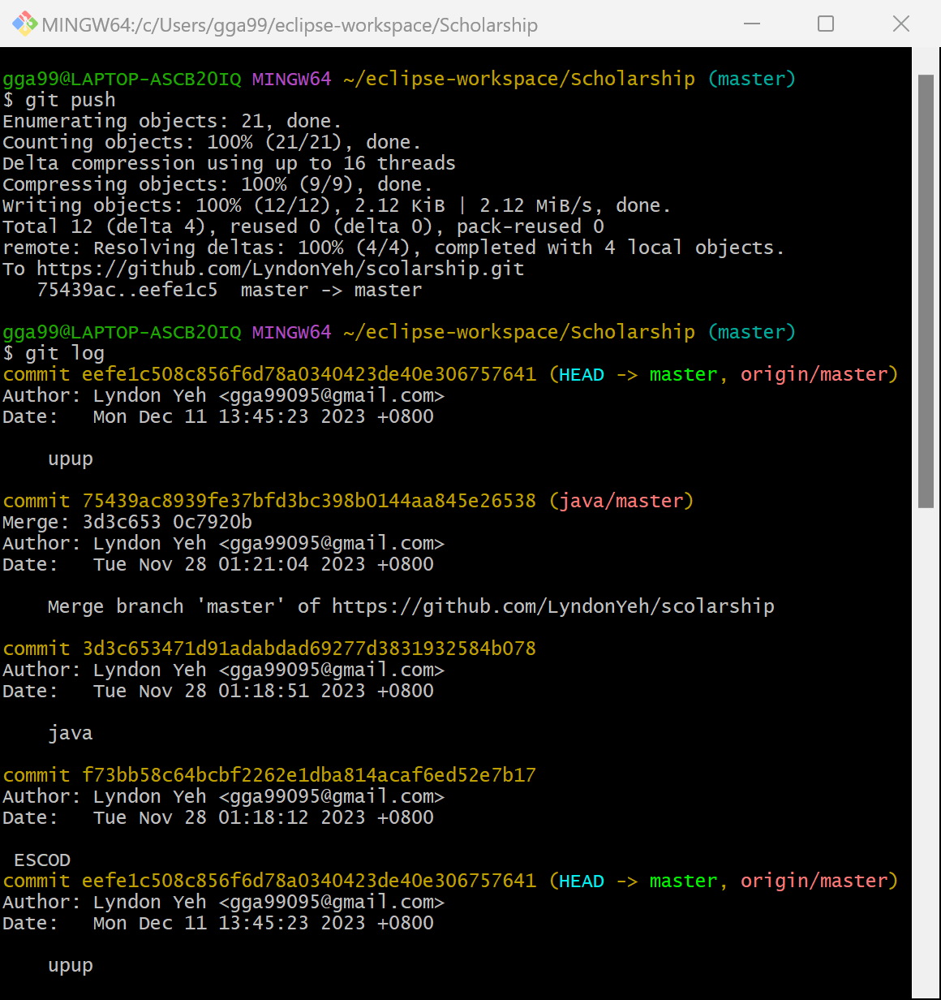 MINGW64:/c/Users/gga99/eclipse-workspace/Scholarship
gga99@LAPTOP-ASCB20IQ MINGW64 ~/eclipse-workspace/Scholarship (master)
$ git push
Enumerating objects: 21, done.
Counting objects: 100% (21/21), done.
Delta compression using up to 16 threads
Compressing objects: 100% (9/9), done.
Writing objects: 100% (12/12), 2.12 KiB | 2.12 MiB/s, done.
Total 12 (delta 4), reused 0 (delta 0), pack-reused 0
remote: Resolving deltas: 100% (4/4), completed with 4 local objects.
To https://github.com/LyndonYeh/scolarship.git
   75439ac..eefe1c5  master -> master
gga99@LAPTOP-ASCB20IQ MINGW64 ~/eclipse-workspace/Scholarship (master)
$ git log
commit eefe1c508c856f6d78a0340423de40e306757641 (HEAD -> master, origin/master)
Author: Lyndon Yeh <gga99095@gmail.com>
Date:   Mon Dec 11 13:45:23 2023 +0800
    upup
commit 75439ac8939fe37bfd3bc398b0144aa845e26538 (java/master)
Merge: 3d3c653 0c7920b
Author: Lyndon Yeh <gga99095@gmail.com>
Date:   Tue Nov 28 01:21:04 2023 +0800
    Merge branch 'master' of https://github.com/LyndonYeh/scolarship
commit 3d3c653471d91adabdad69277d3831932584b078
Author: Lyndon Yeh <gga99095@gmail.com>
Date:   Tue Nov 28 01:18:51 2023 +0800
    java
commit f73bb58c64bcbf2262e1dba814acaf6ed52e7b17
Author: Lyndon Yeh <gga99095@gmail.com>
Date:   Tue Nov 28 01:18:12 2023 +0800
 ESCOD
commit eefe1c508c856f6d78a0340423de40e306757641 (HEAD -> master, origin/master)
Author: Lyndon Yeh <gga99095@gmail.com>
Date:   Mon Dec 11 13:45:23 2023 +0800
    upup